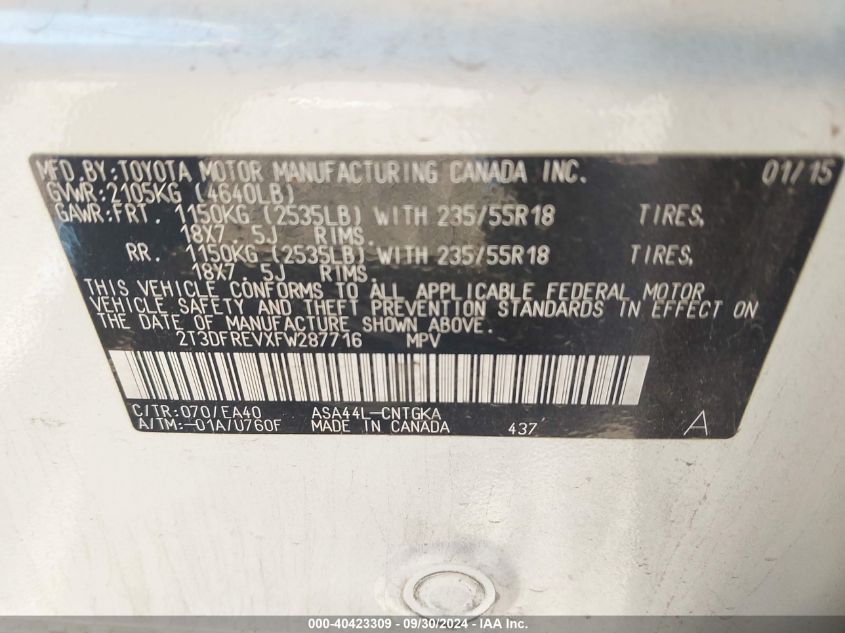 MFD.BY:TOYOTA MOTOR MANUFACTURING CANADA INC. 01/15
GVWR:2105KG (4640LB)
GAWR:FRT. 1150KG (2535LB) WITH 235/55R18 TIRES,
18X7.5J RIMS.
RR. 1150KG (2535LB) WITH 235/55R18 TIRES,
18X7.5J RIMS.
THIS VEHICLE CONFORMS TO ALL APPLICABLE FEDERAL MOTOR
VEHICLE SAFETY AND THEFT PREVENTION STANDARDS IN EFFECT ON
THE DATE OF MANUFACTURE SHOWN ABOVE.
2T3DFREVXFW287716 MPV
C/TR:070/EA40 ASA44L-CNTGKA
A/TM:-01A/U760F MADE IN CANADA 437 A
000-40423309 - 09/30/2024 - IAA Inc.